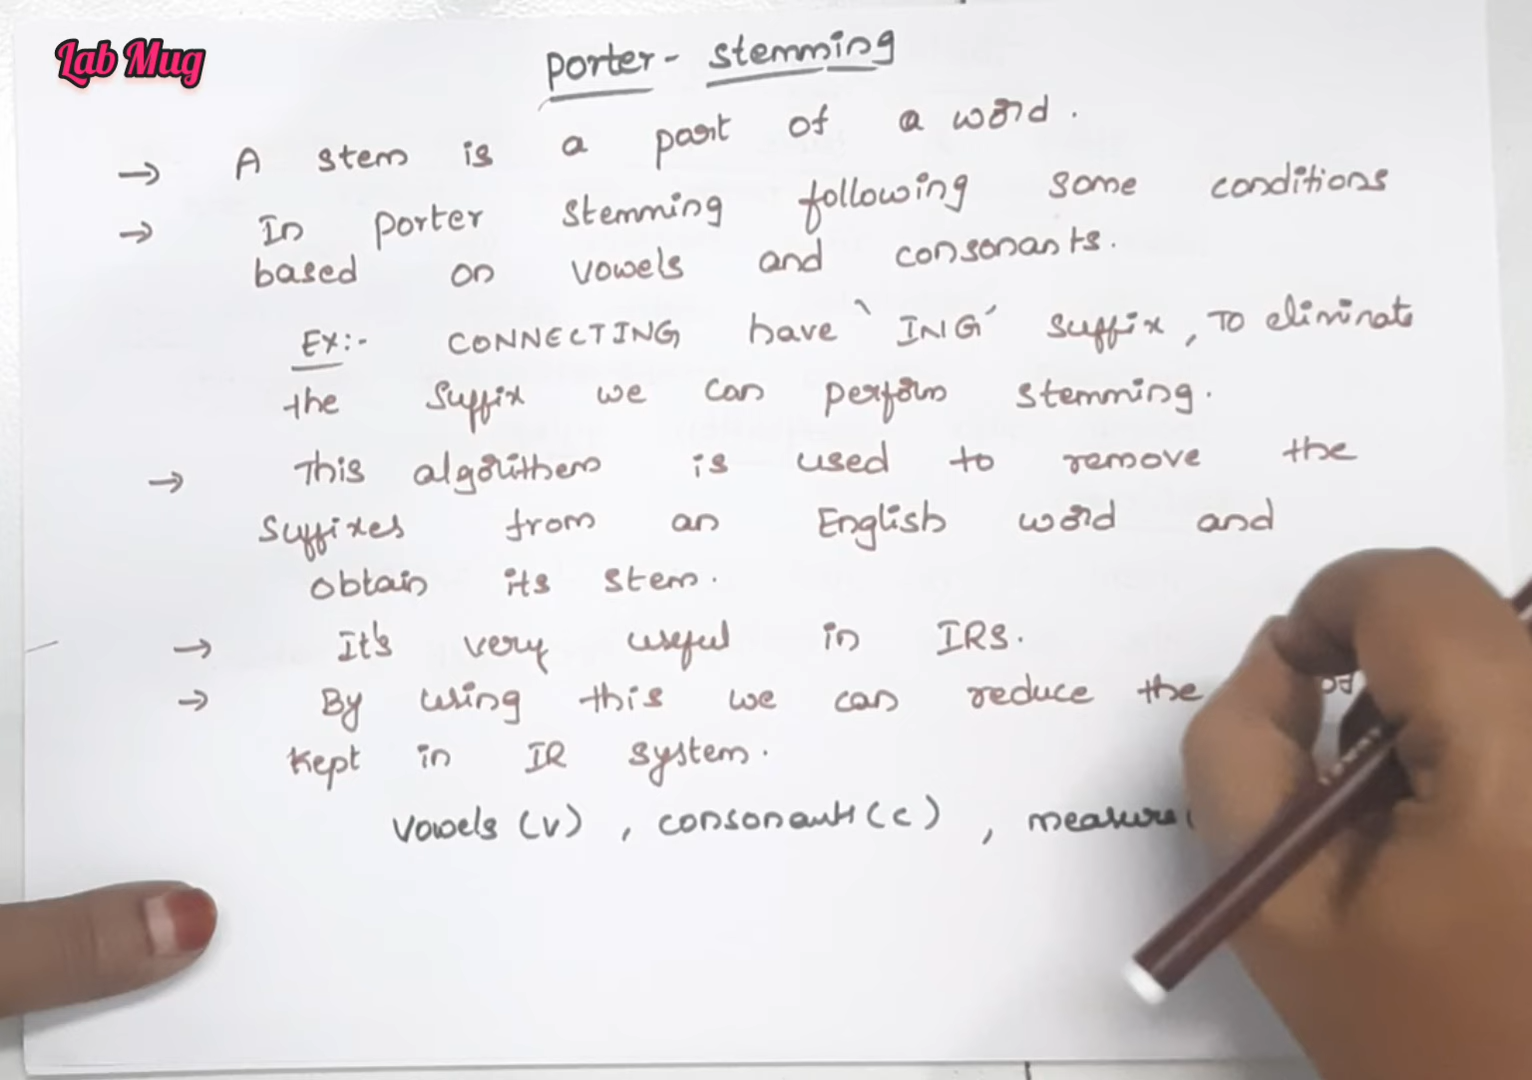 Lab Mug
Porter - stemming
→ A stem is a part of a word.
→ In porter stemming following some conditions
based on vowels and consonants.
Ex:- CONNECTING have 'ING' suffix, To eliminate
the suffix we can perform stemming.
→ This algorithm is used to remove the
suffixes from an English word and
obtain its stem.
→ It's very useful in IRS.
→ By using this we can reduce the
kept in IR system.
Vowels (v), consonants (c), measure (